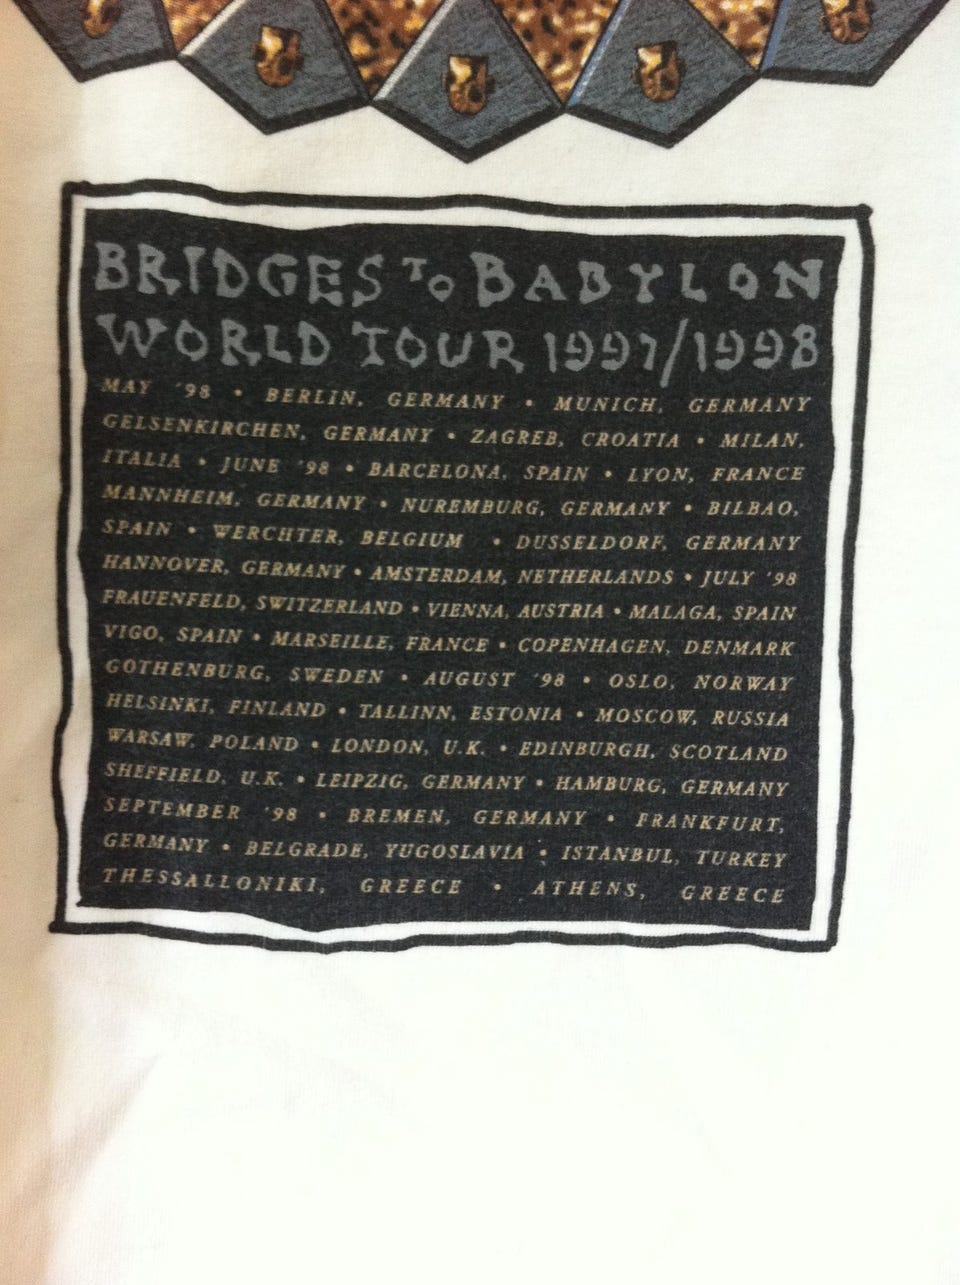 BRIDGES TO BABYLON
WORLD TOUR 1997/1998
MAY '98 • BERLIN, GERMANY • MUNICH, GERMANY
GELSENKIRCHEN, GERMANY • ZAGREB, CROATIA • MILAN,
ITALIA • JUNE '98 • BARCELONA, SPAIN • LYON, FRANCE
MANNHEIM, GERMANY • NUREMBURG, GERMANY • BILBAO,
SPAIN • WERCHTER, BELGIUM • DUSSELDORF, GERMANY
HANNOVER, GERMANY • AMSTERDAM, NETHERLANDS • JULY '98
FRAUENFELD, SWITZERLAND • VIENNA, AUSTRIA • MALAGA, SPAIN
VIGO, SPAIN • MARSEILLE, FRANCE • COPENHAGEN, DENMARK
GOTHENBURG, SWEDEN • AUGUST '98 • OSLO, NORWAY
HELSINKI, FINLAND • TALLINN, ESTONIA • MOSCOW, RUSSIA
WARSAW, POLAND • LONDON, U.K. • EDINBURGH, SCOTLAND
SHEFFIELD, U.K. • LEIPZIG, GERMANY • HAMBURG, GERMANY
SEPTEMBER '98 • BREMEN, GERMANY • FRANKFURT,
GERMANY • BELGRADE, YUGOSLAVIA • ISTANBUL, TURKEY
THESSALLONIKI, GREECE • ATHENS, GREECE